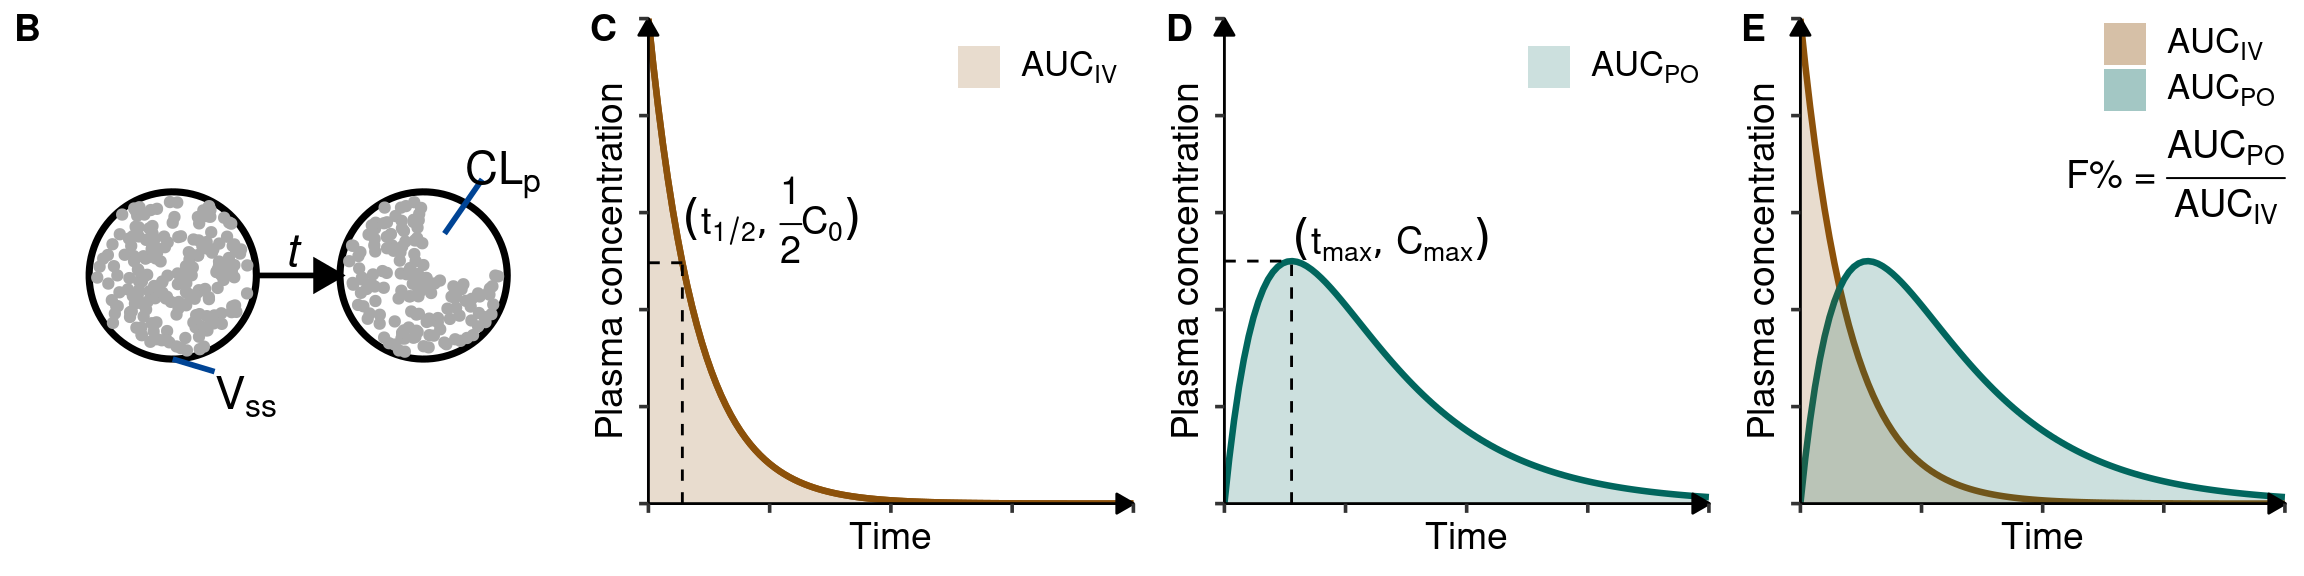 B
t
CLp
Vss
C
Plasma concentration
AUCIV
(t1/2, 1/2C0)
Time
D
Plasma concentration
AUCPO
(tmax, Cmax)
Time
E
Plasma concentration
AUCIV
AUCPO
F% = AUCPO/AUCIV
Time